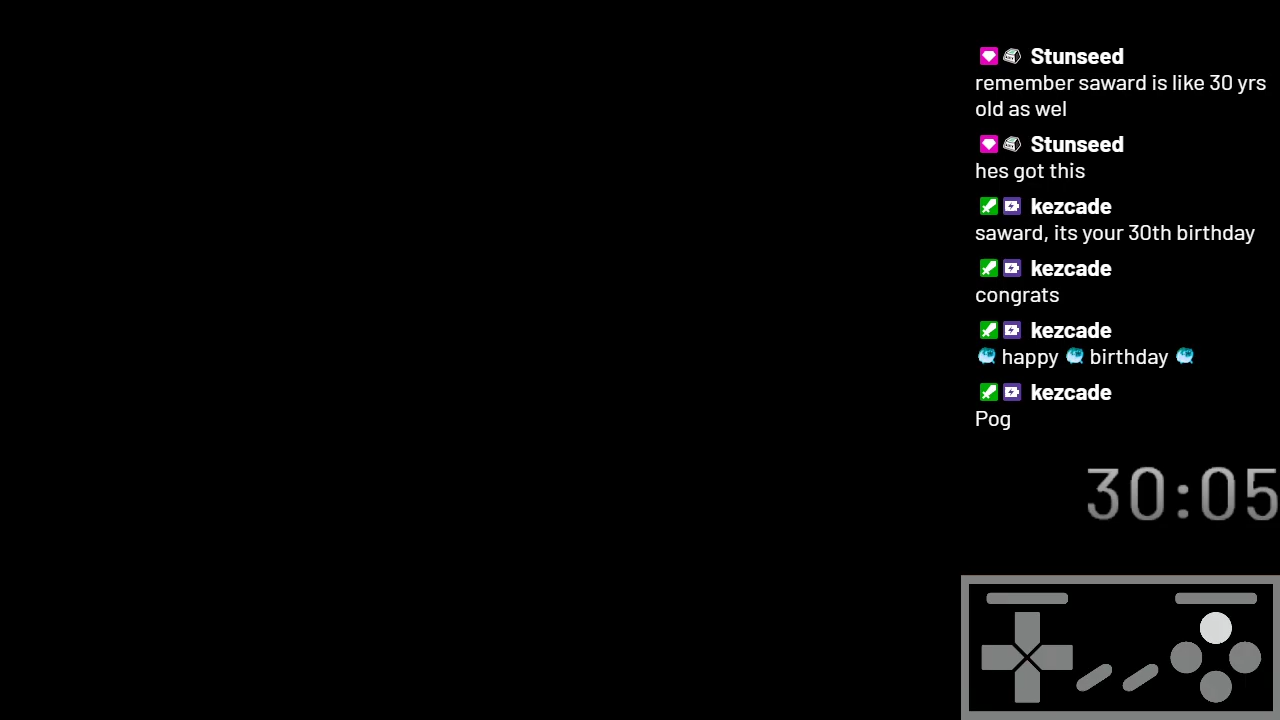 Stunseed
remember saward is like 30 yrs
old as wel
Stunseed
hes got this
kezcade
saward, its your 30th birthday
kezcade
congrats
kezcade
happy birthday
kezcade
Pog
30:05